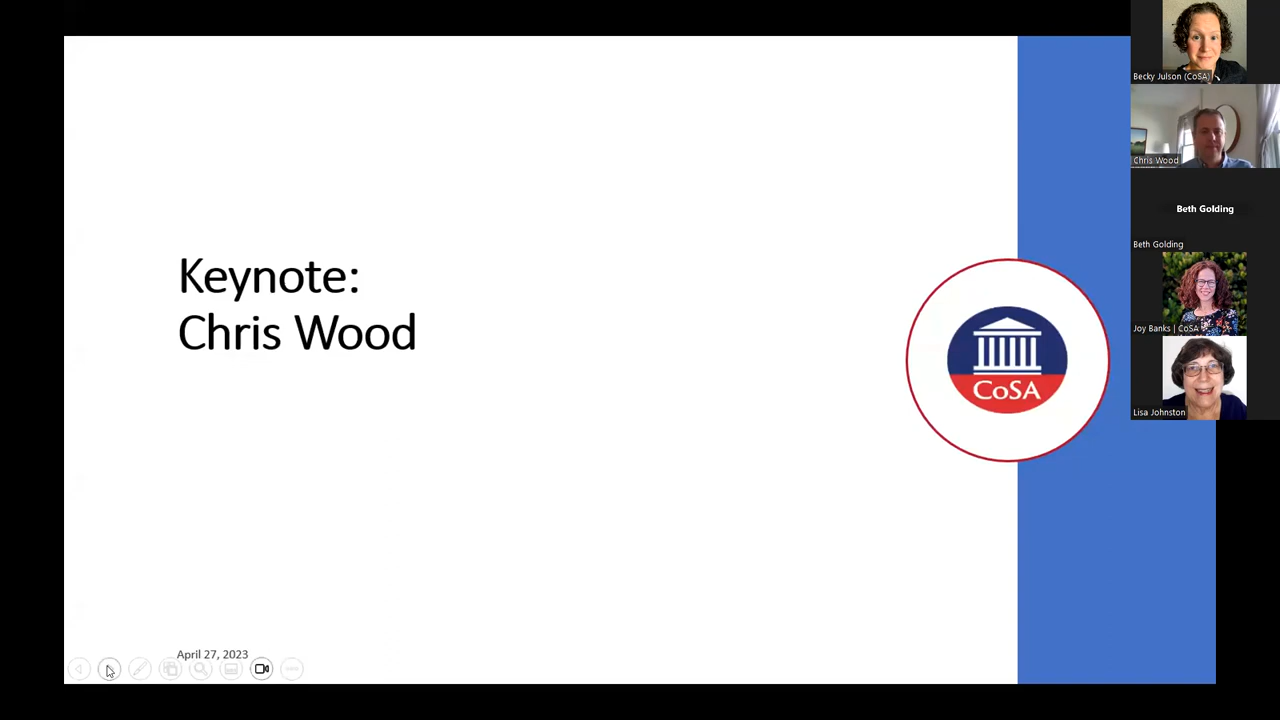 Keynote:
Chris Wood
CoSA
April 27, 2023
Becky Julson (CoSA)
Chris Wood
Beth Golding
Beth Golding
Joy Banks | CoSA
Lisa Johnston